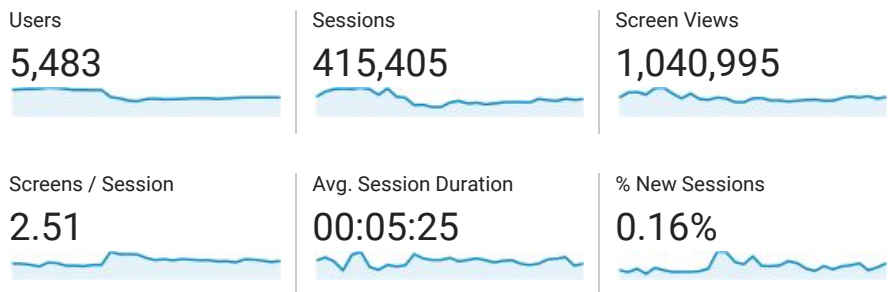 Users
5,483
Sessions
415,405
Screen Views
1,040,995
Screens / Session
2.51
Avg. Session Duration
00:05:25
% New Sessions
0.16%